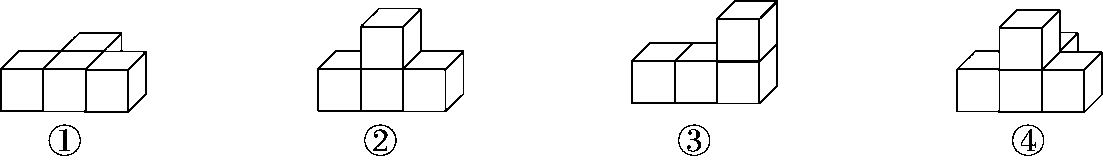 ① ② ③ ④